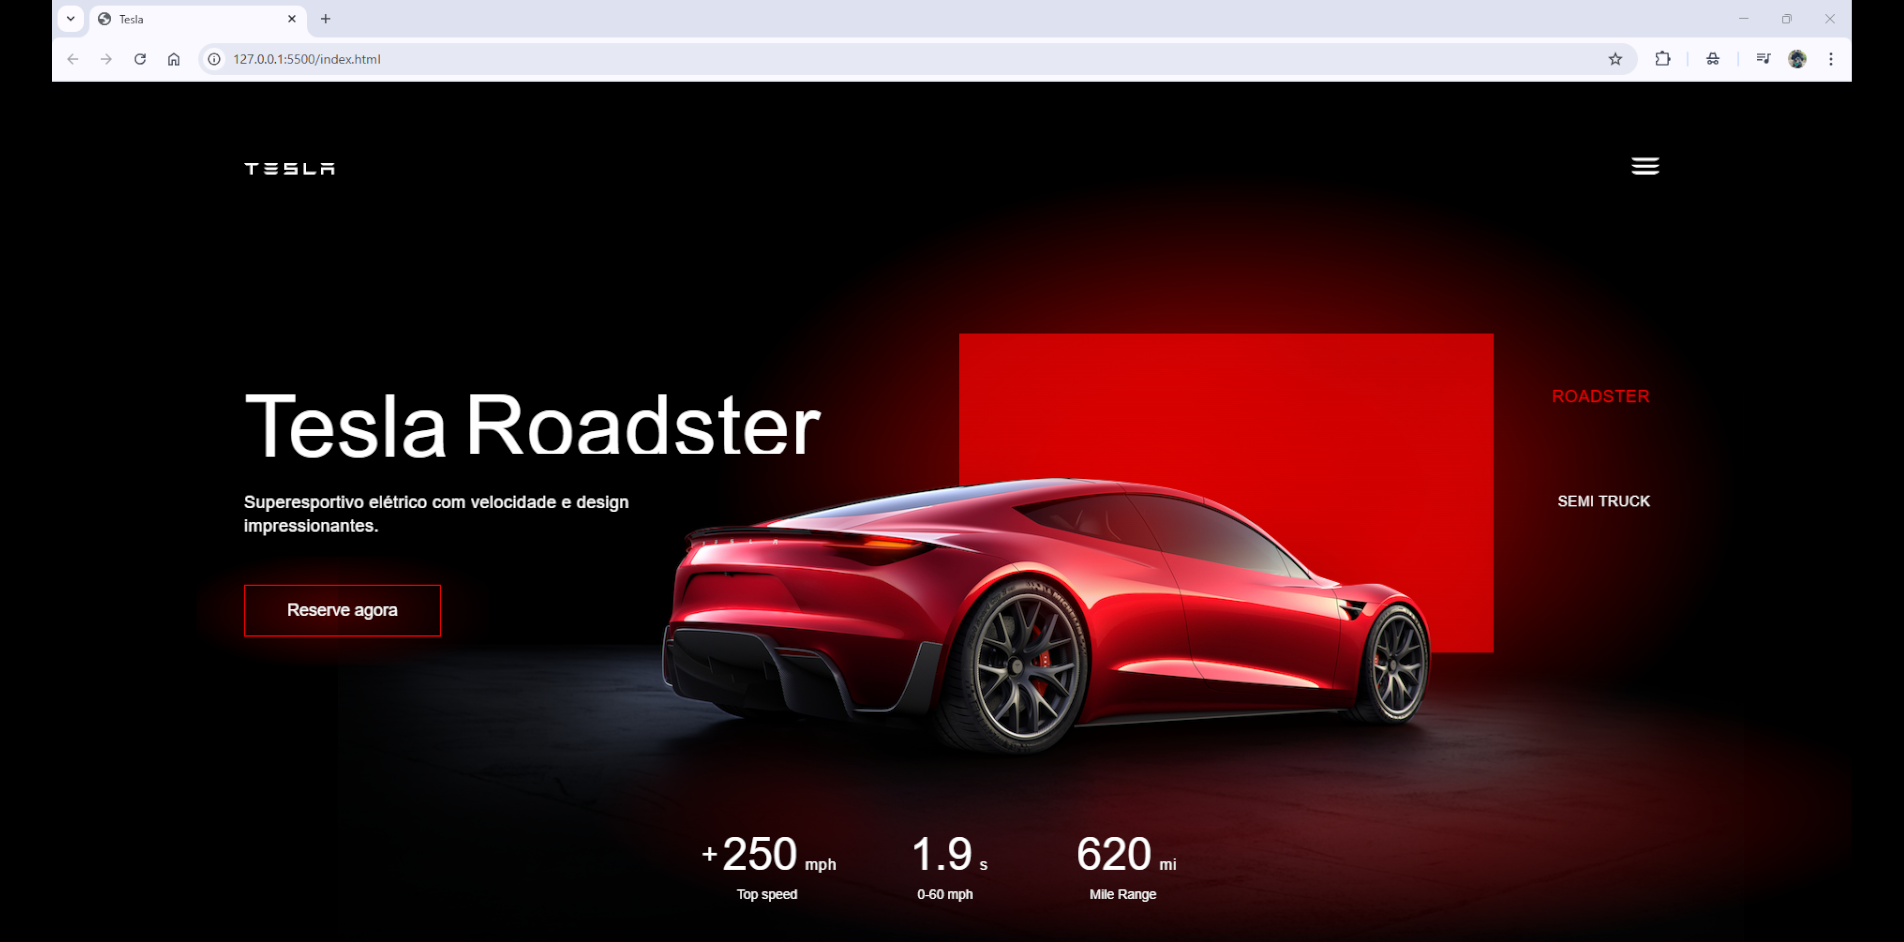 Tesla
127.0.0.1:5500/index.html
TESLA
Tesla Roadster
Superesportivo elétrico com velocidade e design
impressionantes.
Reserve agora
ROADSTER
SEMI TRUCK
TESLA
+250 mph
Top speed
1.9 s
0-60 mph
620 mi
Mile Range